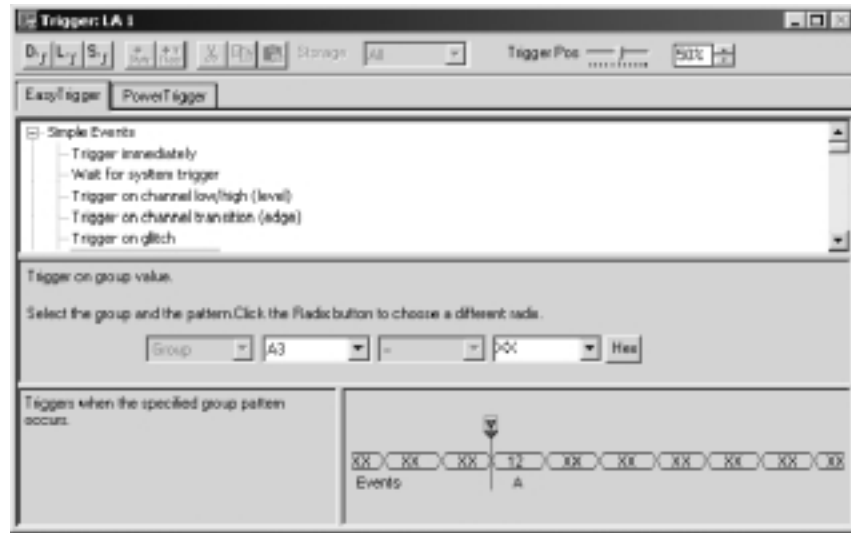 Trigger: LA 1
Storage All Trigger Pos 50%
EasyTrigger PowerTrigger
Simple Events
Trigger immediately
Wait for system trigger
Trigger on channel low/high (level)
Trigger on channel transition (edge)
Trigger on glitch
Trigger on group value.
Select the group and the pattern.Click the Radix button to choose a different radix.
Group A3 = XX Hex
Triggers when the specified group pattern
occurs.
XX XX XX 12 XX XX XX XX XX XX
Events A